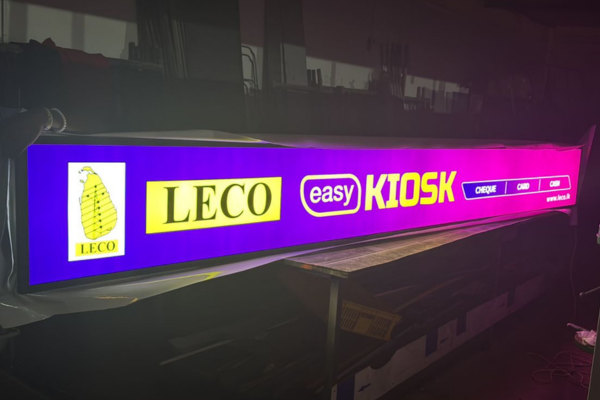 LECO
LECO
easy KIOSK
CHEQUE CARD CASH
www.leco.lk